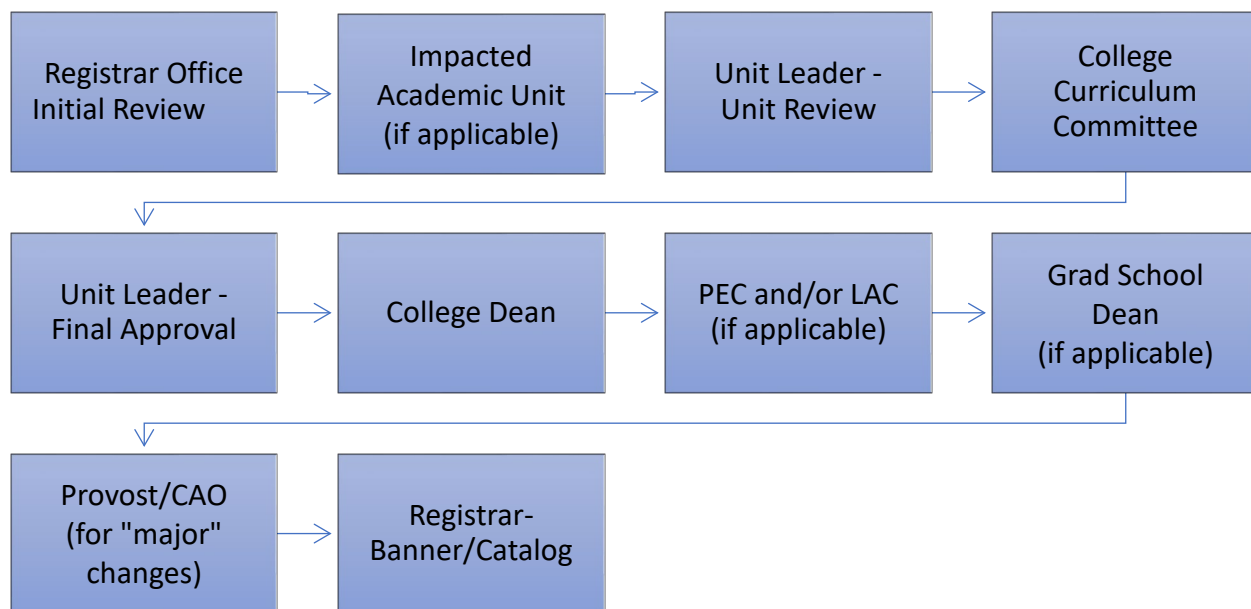 Registrar Office
Initial Review
Impacted
Academic Unit
(if applicable)
Unit Leader -
Unit Review
College
Curriculum
Committee
Unit Leader -
Final Approval
College Dean
PEC and/or LAC
(if applicable)
Grad School
Dean
(if applicable)
Provost/CAO
(for "major"
changes)
Registrar-
Banner/Catalog